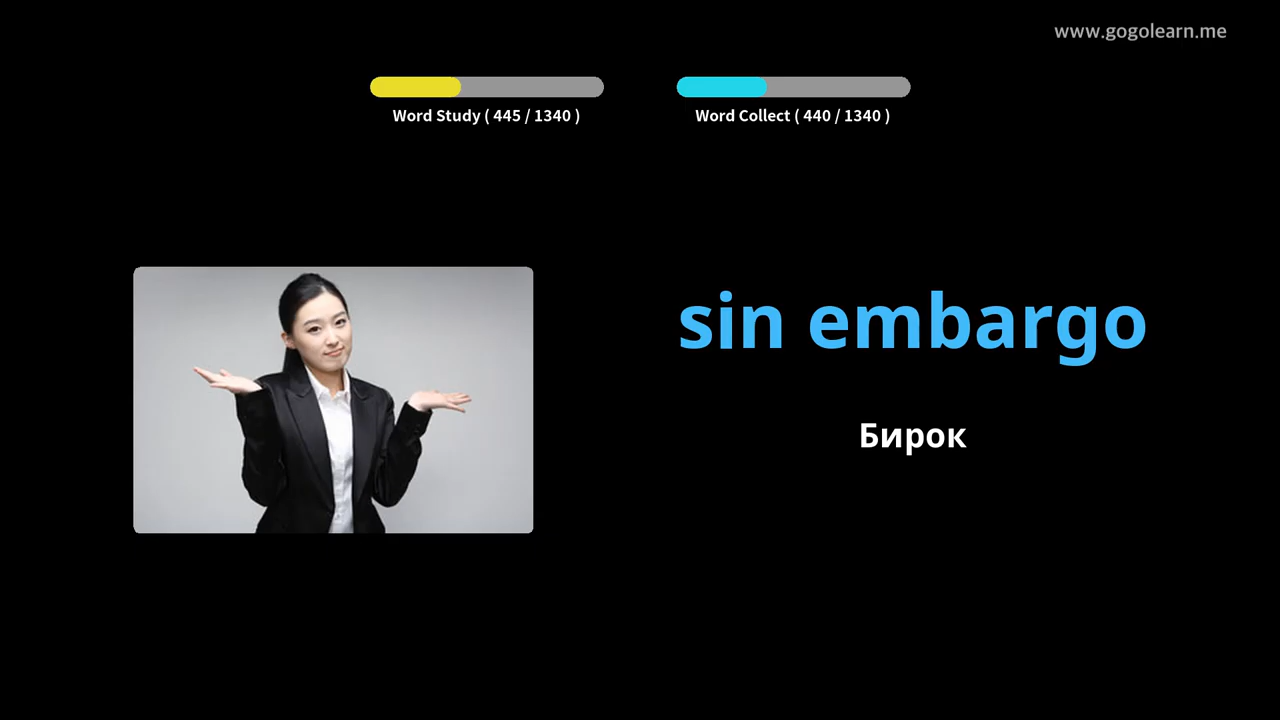 www.gogolearn.me
Word Study ( 445 / 1340 )
Word Collect ( 440 / 1340 )
sin embargo
Бирок